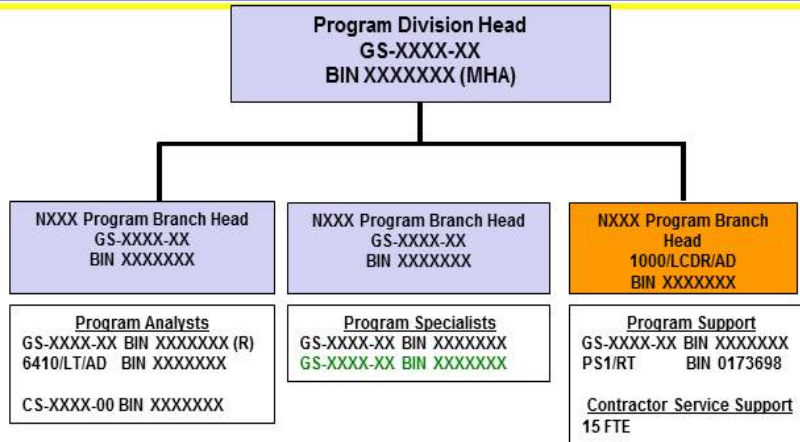 Program Division Head
GS-XXXX-XX
BIN XXXXXXX (MHA)
NXXX Program Branch Head
GS-XXXX-XX
BIN XXXXXXX
Program Analysts
GS-XXXX-XX BIN XXXXXXX (R)
6410/LT/AD BIN XXXXXXX
CS-XXXX-00 BIN XXXXXXX
NXXX Program Branch Head
GS-XXXX-XX
BIN XXXXXXX
Program Specialists
GS-XXXX-XX BIN XXXXXXX
GS-XXXX-XX BIN XXXXXXX
NXXX Program Branch
Head
1000/LCDR/AD
BIN XXXXXXX
Program Support
GS-XXXX-XX BIN XXXXXXX
PS1/RT BIN 0173698
Contractor Service Support
15 FTE